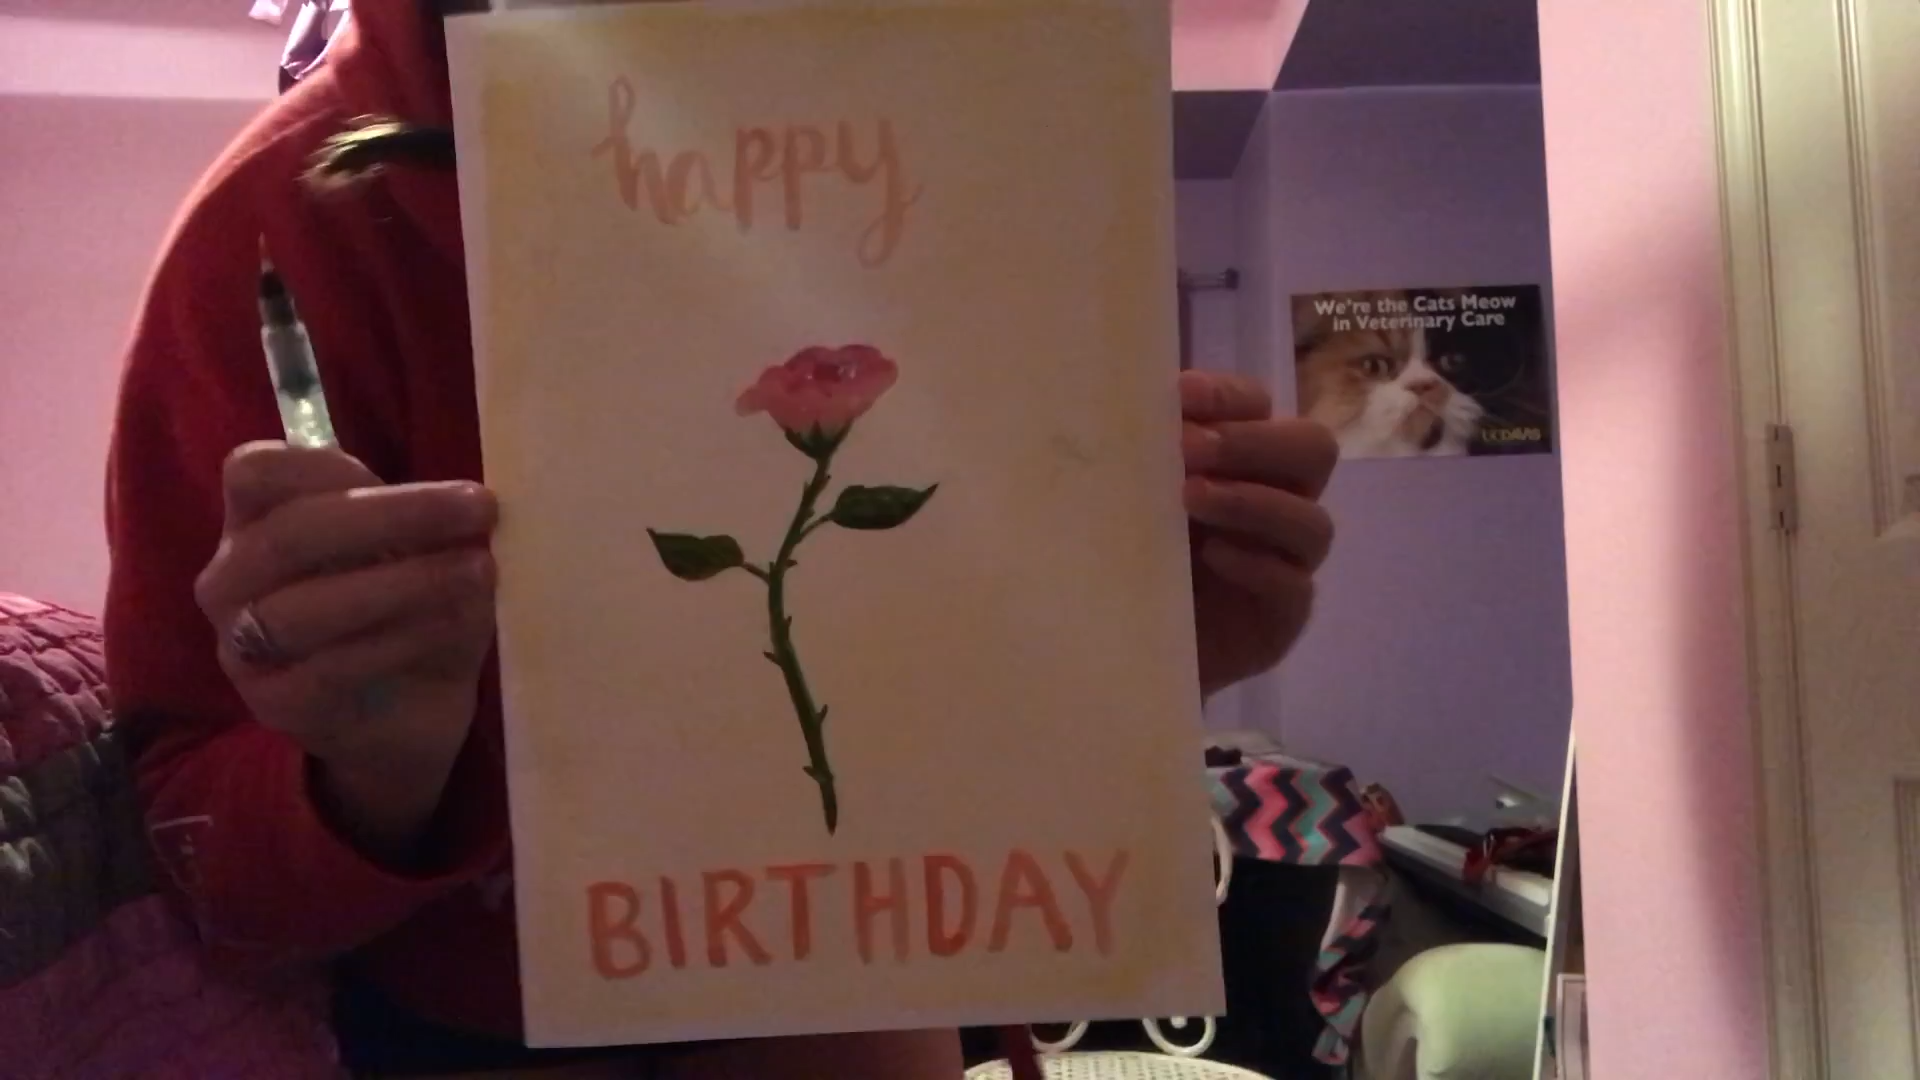 happy
BIRTHDAY
We're the Cats Meow
in Veterinary Care
UCDAVIS